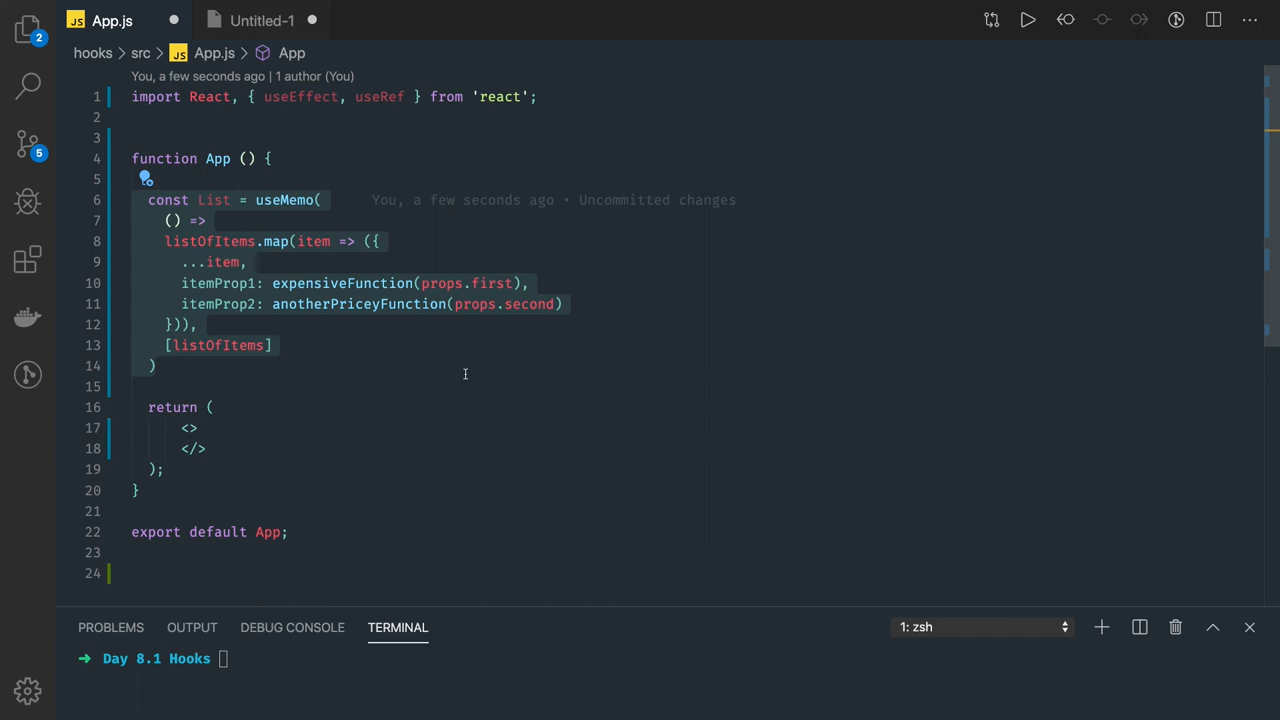 JS App.js ● Untitled-1 ●
2
hooks > src > JS App.js > App
You, a few seconds ago | 1 author (You)
1 import React, { useEffect, useRef } from 'react';
2
3
4 function App () {
5
6 const List = useMemo( You, a few seconds ago • Uncommitted changes
7 () =>
8 listOfItems.map(item => ({
9 ...item,
10 itemProp1: expensiveFunction(props.first),
11 itemProp2: anotherPriceyFunction(props.second)
12 })),
13 [listOfItems]
14 )
15
16 return (
17 <>
18 </>
19 );
20 }
21
22 export default App;
23
24
5
PROBLEMS OUTPUT DEBUG CONSOLE TERMINAL 1: zsh
➜ Day 8.1 Hooks